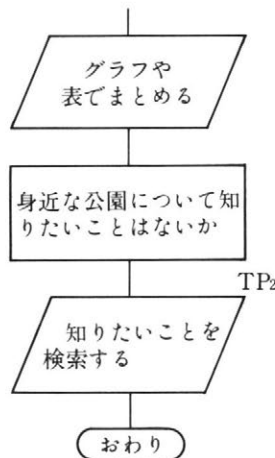 グラフや
表でまとめる
身近な公園について知
りたいことはないか
TP₂
知りたいことを
検索する
おわり